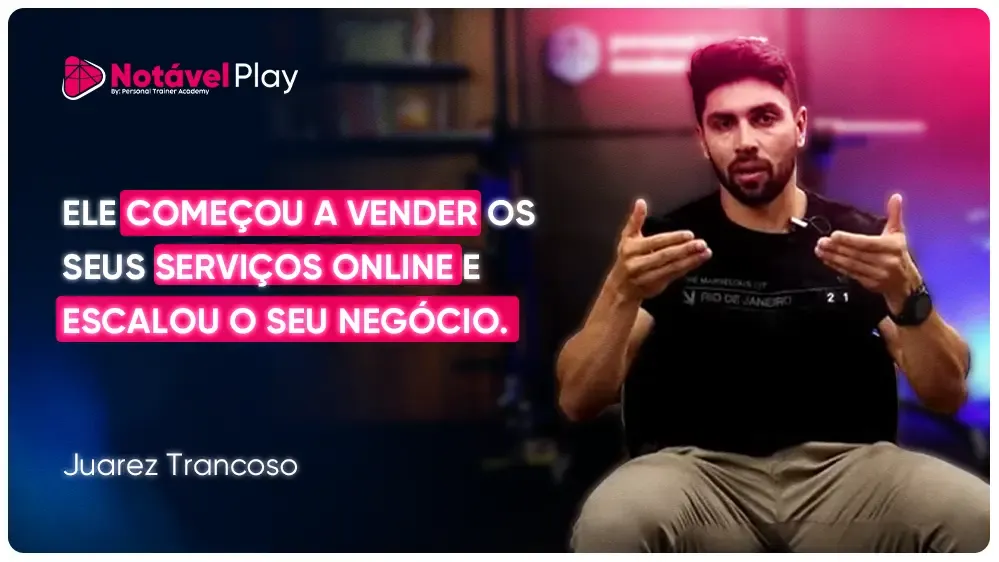 Notável Play
By: Personal Trainer Academy
ELE COMEÇOU A VENDER OS
SEUS SERVIÇOS ONLINE E
ESCALOU O SEU NEGÓCIO.
RIO DE JANEIRO 21
Juarez Trancoso